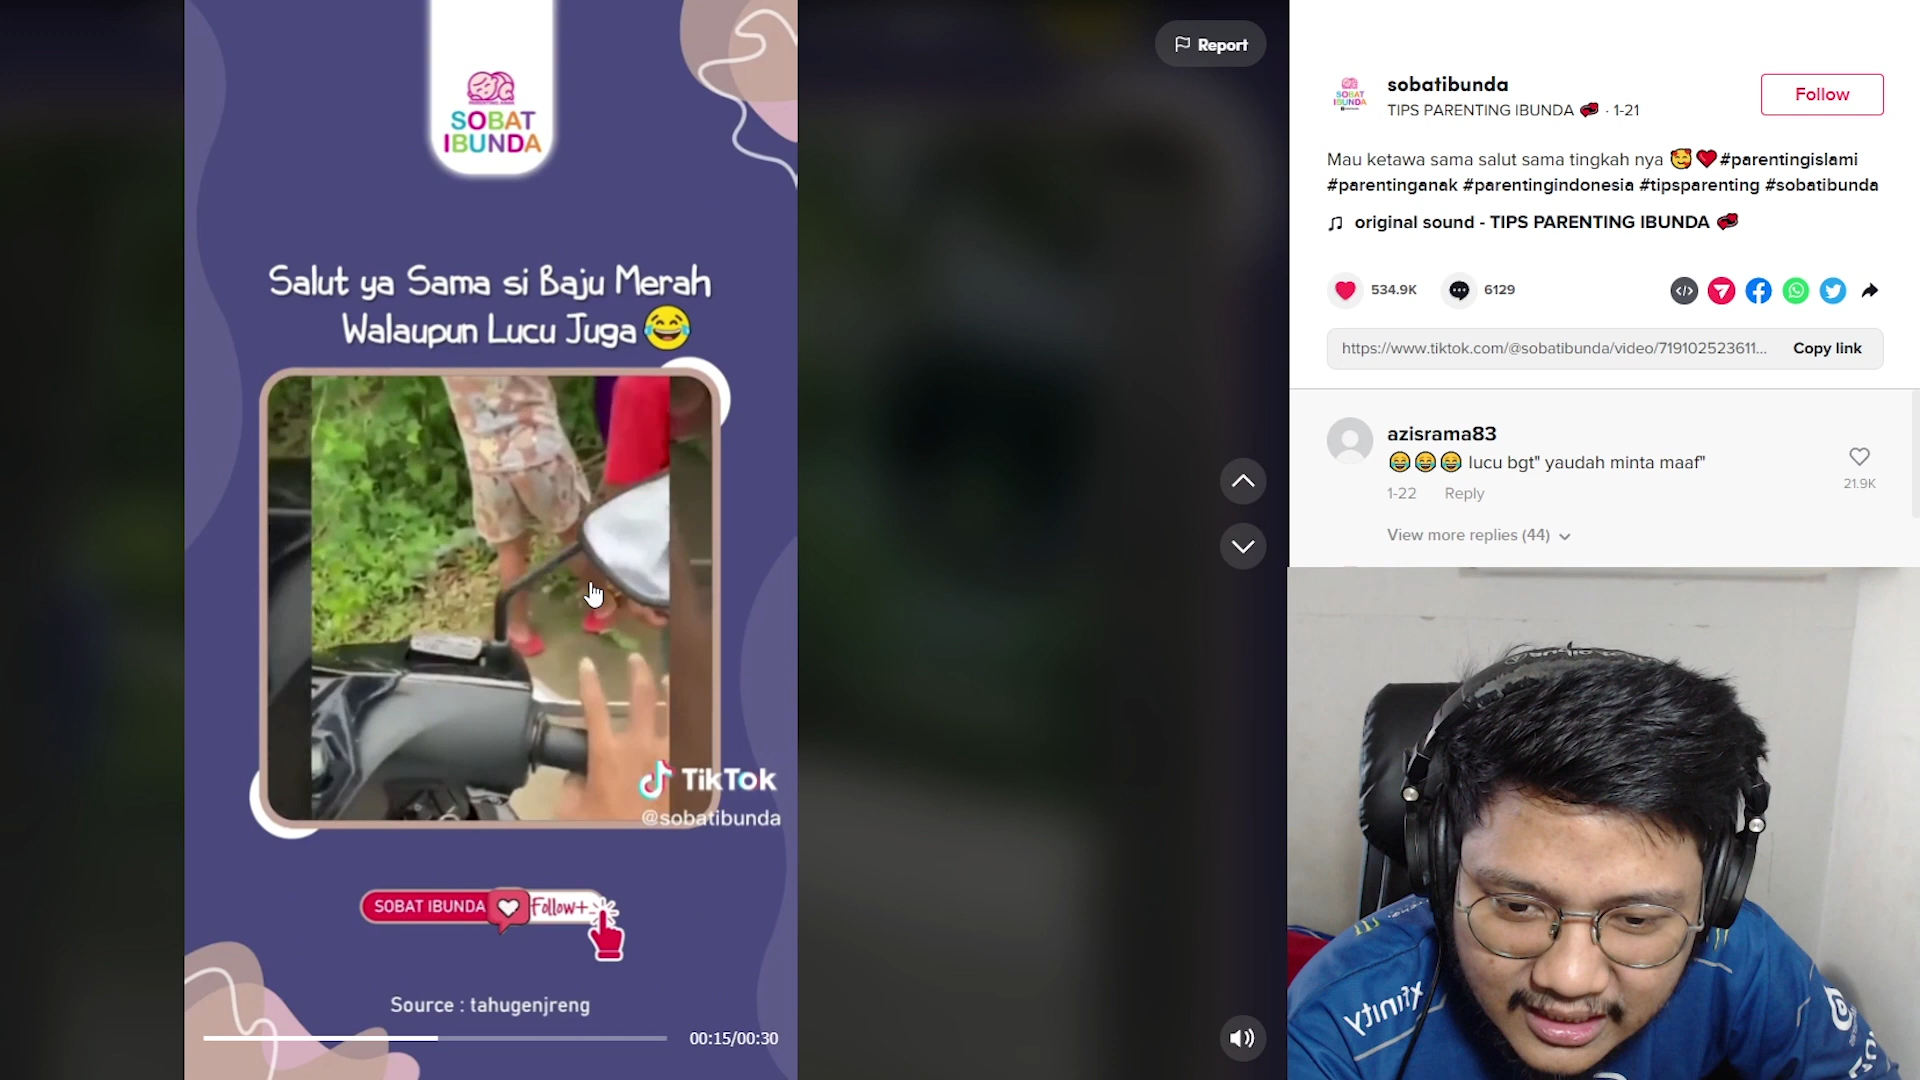 SOBAT
IBUNDA
Salut ya Sama si Baju Merah
Walaupun Lucu Juga
TikTok
@sobatibunda
SOBAT IBUNDA
Follow+
Source : tahugenjreng
00:15/00:30
Report
SOBAT
IBUNDA
sobatibunda
TIPS PARENTING IBUNDA · 1-21
Follow
Mau ketawa sama salut sama tingkah nya #parentingislami
#parentinganak #parentingindonesia #tipsparenting #sobatibunda
original sound - TIPS PARENTING IBUNDA
534.9K
6129
https://www.tiktok.com/@sobatibunda/video/719102523611...
Copy link
azisrama83
lucu bgt" yaudah minta maaf"
21.9K
1-22
Reply
View more replies (44)
xfinity